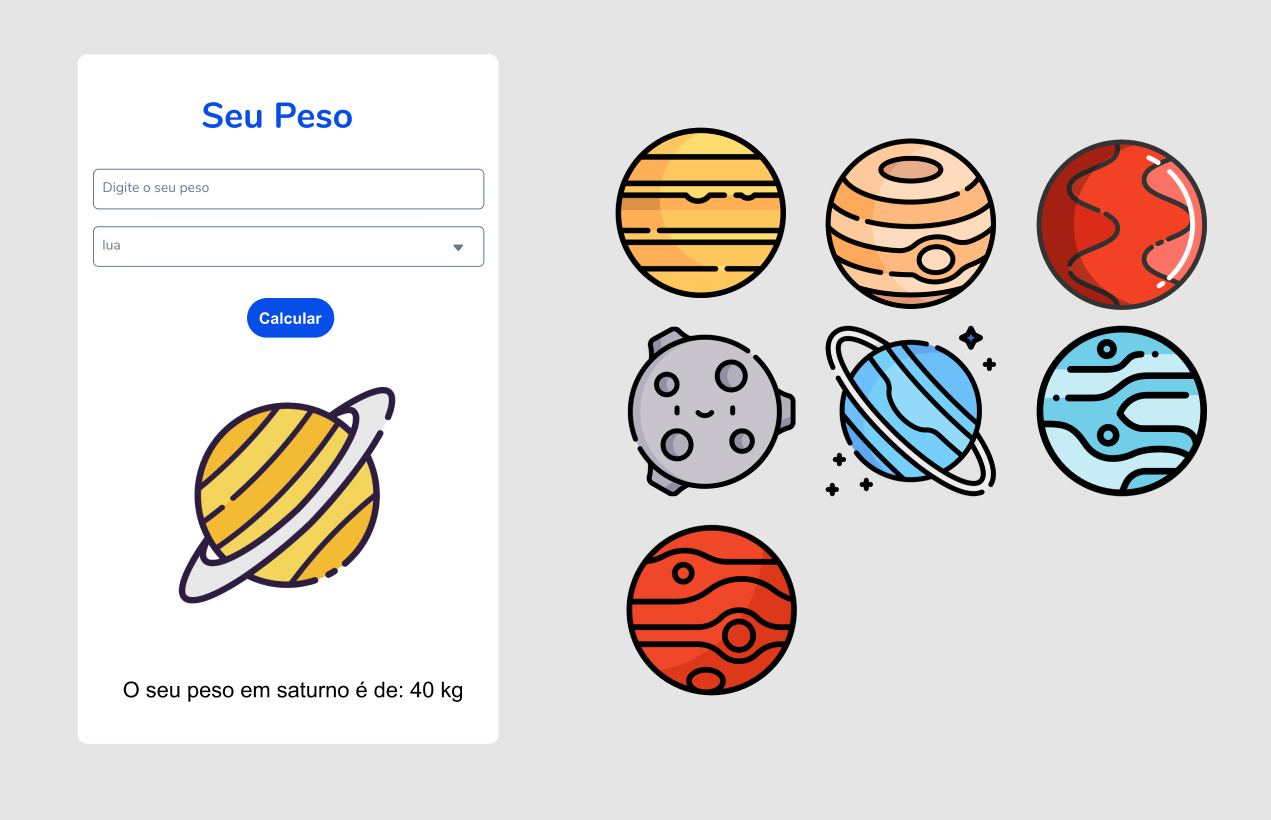 Seu Peso
Digite o seu peso
lua
Calcular
O seu peso em saturno é de: 40 kg